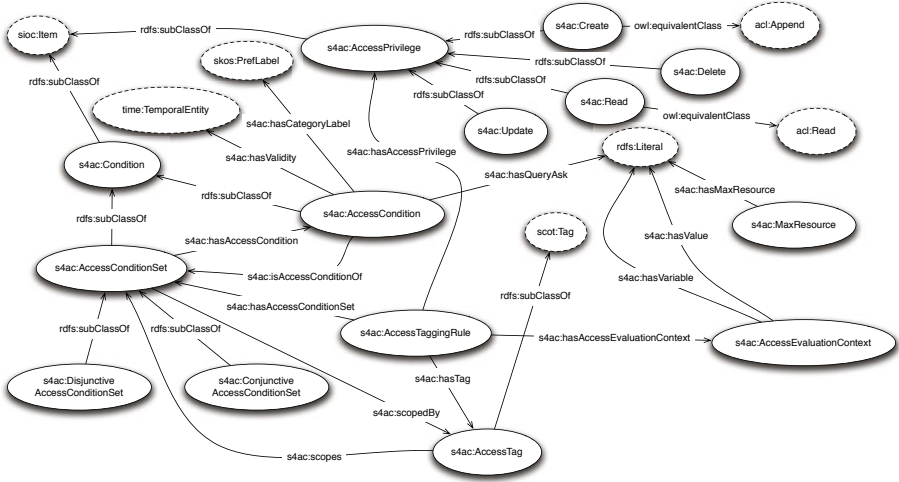 sioc:Item
rdfs:subClassOf
s4ac:AccessPrivilege
rdfs:subClassOf
s4ac:Create
owl:equivalentClass
acl:Append
skos:PrefLabel
rdfs:subClassOf
s4ac:Delete
rdfs:subClassOf
rdfs:subClassOf
rdfs:subClassOf
s4ac:Read
owl:equivalentClass
acl:Read
time:TemporalEntity
s4ac:hasCategoryLabel
s4ac:Update
s4ac:hasAccessPrivilege
rdfs:Literal
s4ac:hasValidity
s4ac:Condition
s4ac:hasQueryAsk
s4ac:hasMaxResource
rdfs:subClassOf
s4ac:AccessCondition
rdfs:subClassOf
s4ac:MaxResource
scot:Tag
s4ac:hasValue
s4ac:hasAccessCondition
s4ac:AccessConditionSet
s4ac:isAccessConditionOf
s4ac:hasVariable
s4ac:hasAccessConditionSet
rdfs:subClassOf
rdfs:subClassOf
rdfs:subClassOf
s4ac:AccessTaggingRule
s4ac:hasAccessEvaluationContext
s4ac:AccessEvaluationContext
s4ac:Disjunctive
AccessConditionSet
s4ac:Conjunctive
AccessConditionSet
s4ac:hasTag
s4ac:scopedBy
s4ac:scopes
s4ac:AccessTag